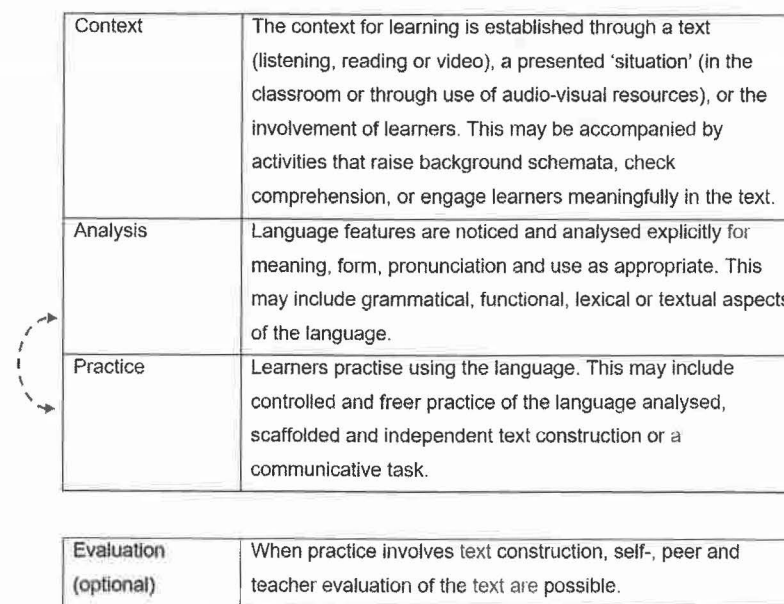 Context
The context for learning is established through a text
(listening, reading or video), a presented ‘situation’ (in the
classroom or through use of audio-visual resources), or the
involvement of learners. This may be accompanied by
activities that raise background schemata, check
comprehension, or engage learners meaningfully in the text.
Analysis
Language features are noticed and analysed explicitly for
meaning, form, pronunciation and use as appropriate. This
may include grammatical, functional, lexical or textual aspects
of the language.
Practice
Learners practise using the language. This may include
controlled and freer practice of the language analysed,
scaffolded and independent text construction or a
communicative task.
Evaluation
(optional)
When practice involves text construction, self-, peer and
teacher evaluation of the text are possible.